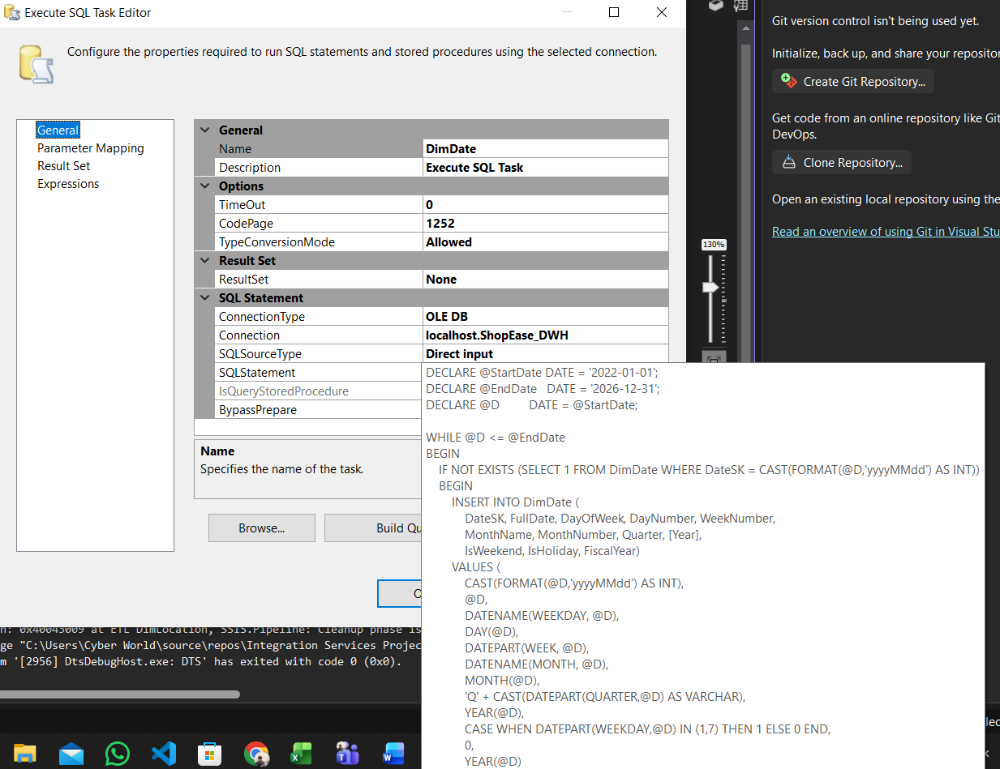 Execute SQL Task Editor
Configure the properties required to run SQL statements and stored procedures using the selected connection.
General
Parameter Mapping
Result Set
Expressions
General
Name DimDate
Description Execute SQL Task
Options
TimeOut 0
CodePage 1252
TypeConversionMode Allowed
Result Set
ResultSet None
SQL Statement
ConnectionType OLE DB
Connection localhost.ShopEase_DWH
SQLSourceType Direct input
SQLStatement
IsQueryStoredProcedure
BypassPrepare
Name
Specifies the name of the task.
Browse...
Build Qu
O
DECLARE @StartDate DATE = '2022-01-01';
DECLARE @EndDate   DATE = '2026-12-31';
DECLARE @D         DATE = @StartDate;
WHILE @D <= @EndDate
BEGIN
IF NOT EXISTS (SELECT 1 FROM DimDate WHERE DateSK = CAST(FORMAT(@D,'yyyyMMdd') AS INT))
BEGIN
INSERT INTO DimDate (
DateSK, FullDate, DayOfWeek, DayNumber, WeekNumber,
MonthName, MonthNumber, Quarter, [Year],
IsWeekend, IsHoliday, FiscalYear)
VALUES (
CAST(FORMAT(@D,'yyyyMMdd') AS INT),
@D,
DATENAME(WEEKDAY, @D),
DAY(@D),
DATEPART(WEEK, @D),
DATENAME(MONTH, @D),
MONTH(@D),
'Q' + CAST(DATEPART(QUARTER,@D) AS VARCHAR),
YEAR(@D),
CASE WHEN DATEPART(WEEKDAY,@D) IN (1,7) THEN 1 ELSE 0 END,
0,
YEAR(@D)
n: 0x40043009 at ETL DimLocation, SSIS.Pipeline: Cleanup phase is
ge "C:\Users\Cyber World\source\repos\Integration Services Projec
m '[2956] DtsDebugHost.exe: DTS' has exited with code 0 (0x0).
130%
Git version control isn't being used yet.
Initialize, back up, and share your repositor
Create Git Repository...
Get code from an online repository like Git
DevOps.
Clone Repository...
Open an existing local repository using the
Read an overview of using Git in Visual Stu
lec